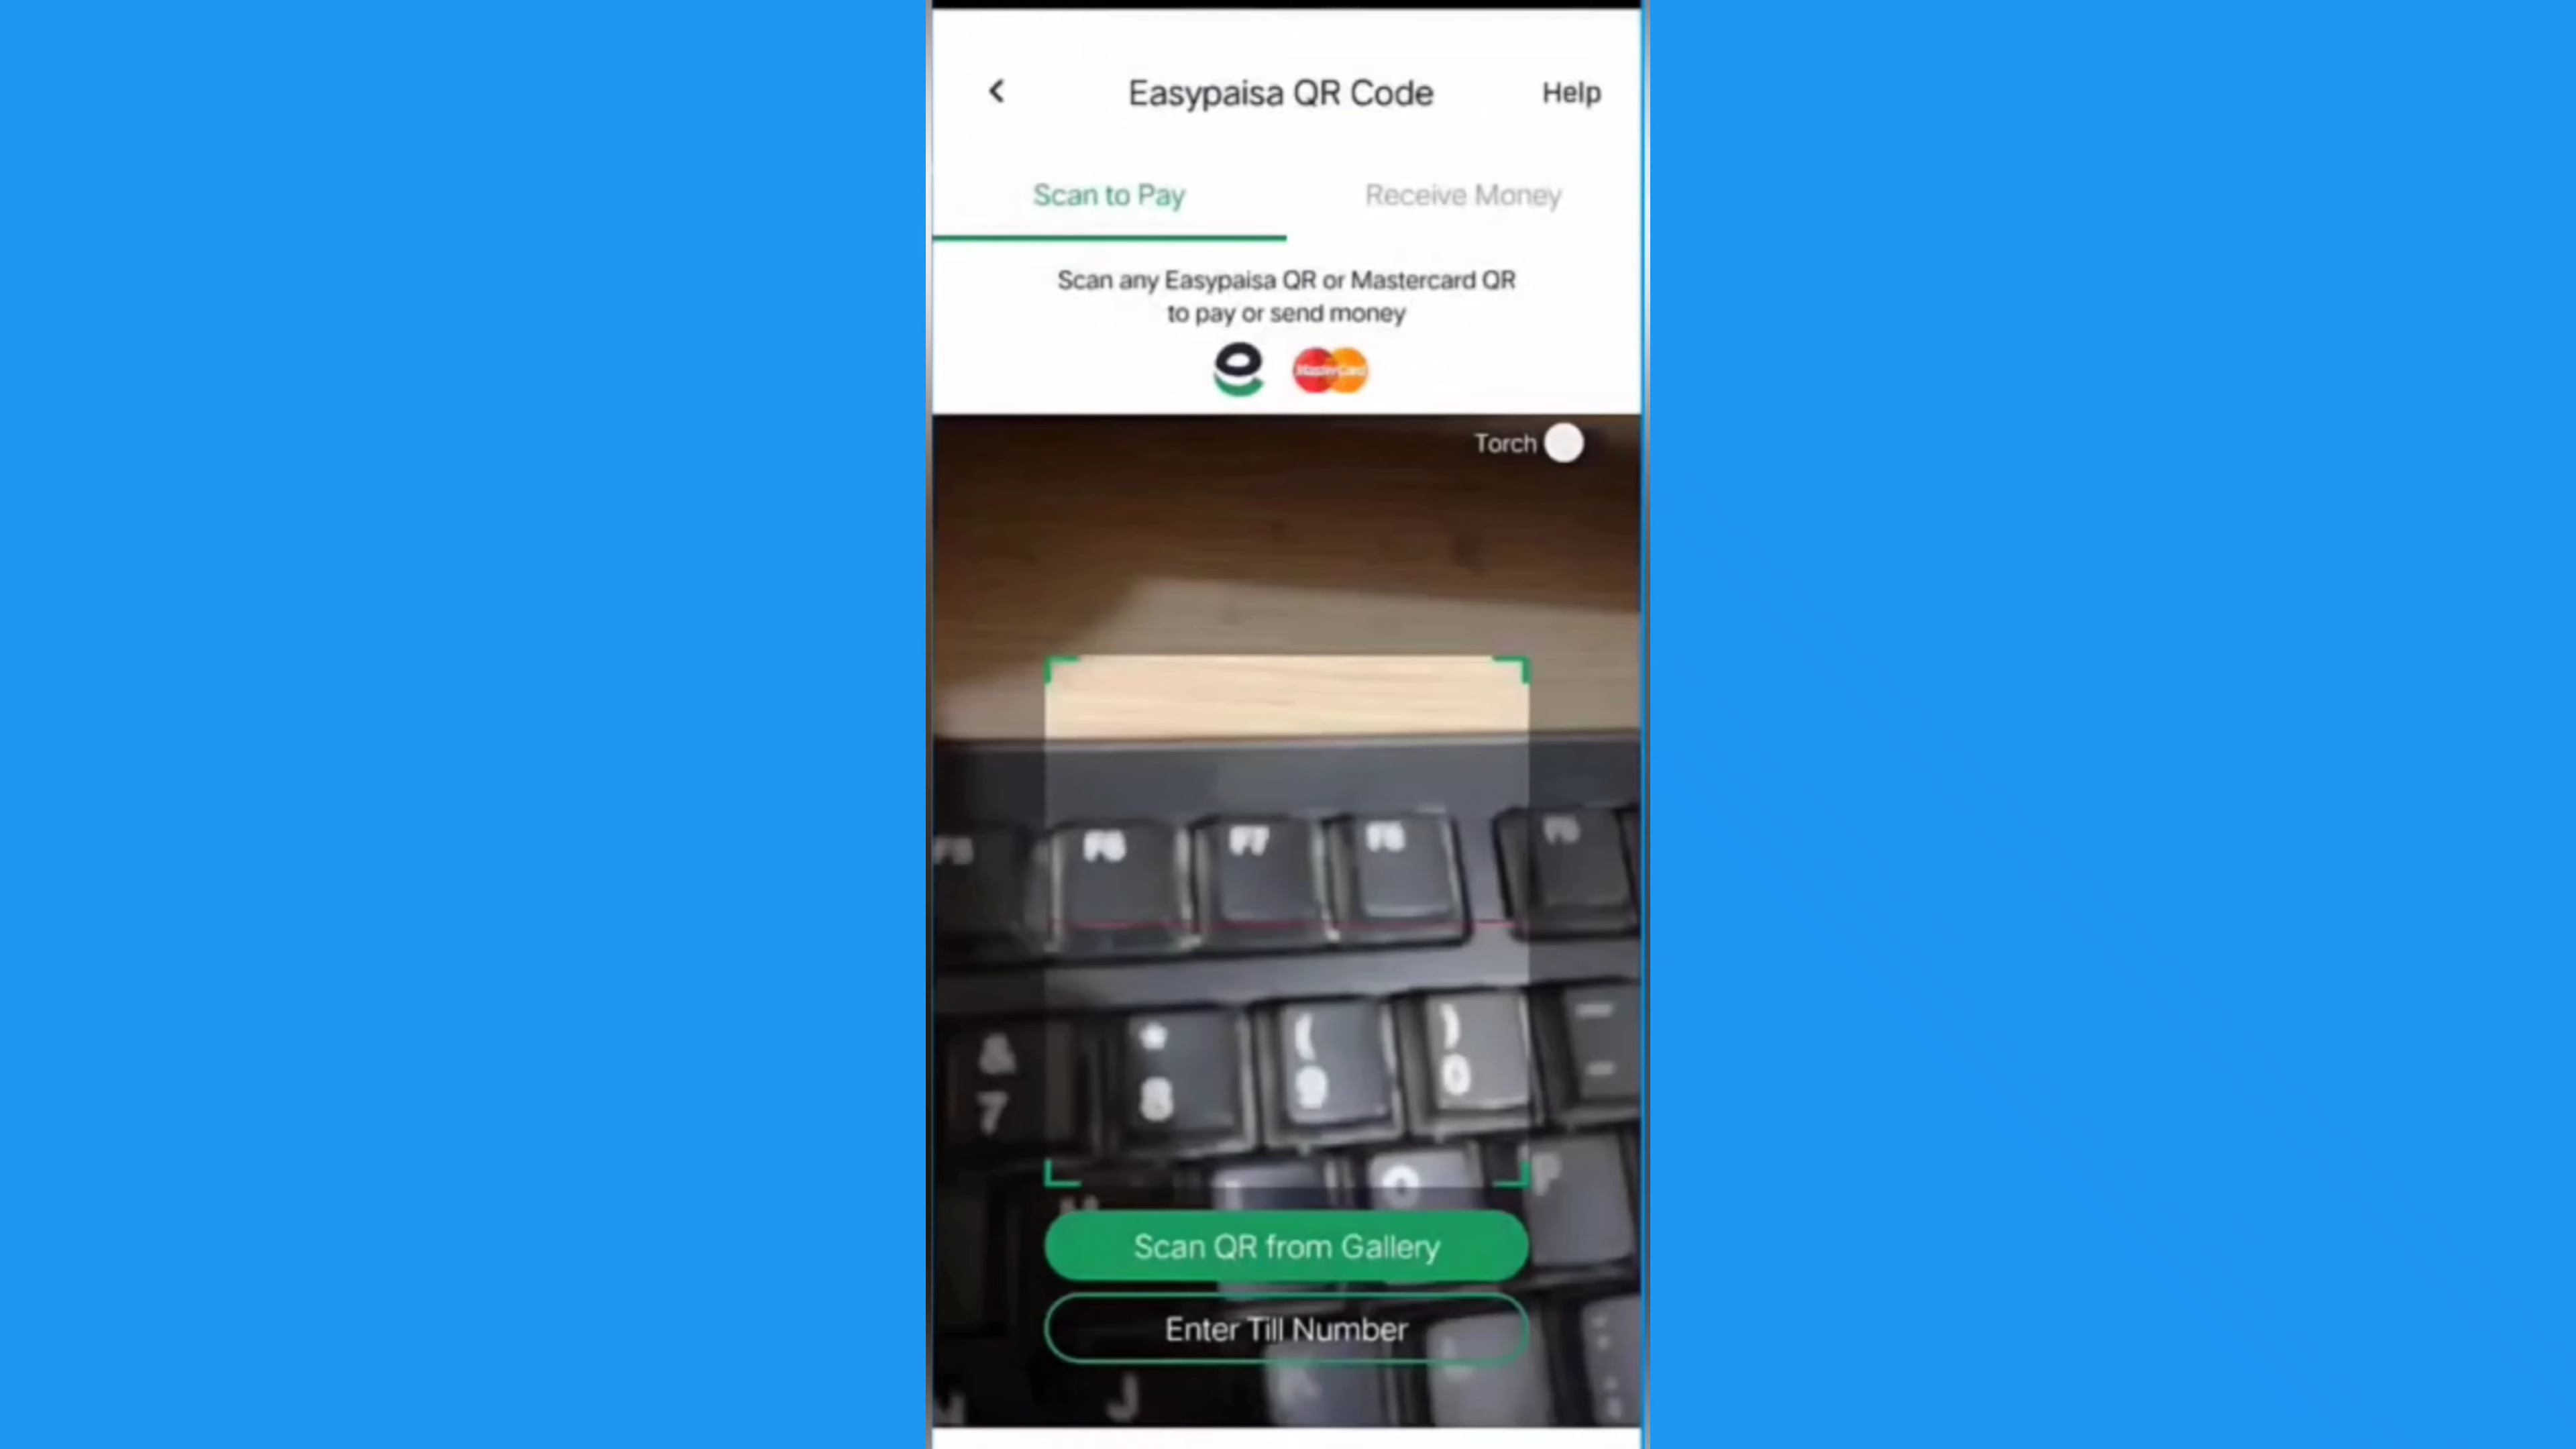 Easypaisa QR Code
Help
Scan to Pay
Receive Money
Scan any Easypaisa QR or Mastercard QR
to pay or send money
MasterCard
Torch
F6 F7 F8
& * ( )
7 8 9 0
O P
Scan QR from Gallery
Enter Till Number
J